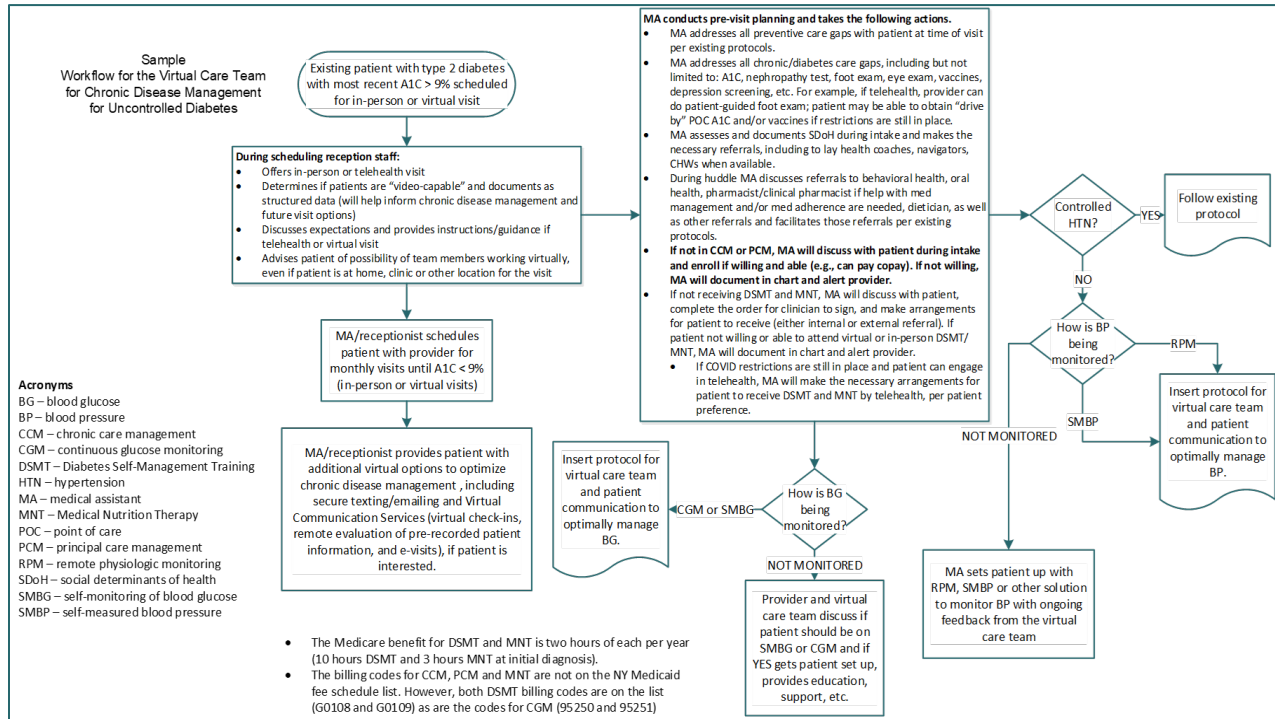 Sample
Workflow for the Virtual Care Team
for Chronic Disease Management
for Uncontrolled Diabetes
Existing patient with type 2 diabetes
with most recent A1C > 9% scheduled
for in-person or virtual visit
During scheduling reception staff:
• Offers in-person or telehealth visit
• Determines if patients are “video-capable” and documents as
structured data (will help inform chronic disease management and
future visit options)
• Discusses expectations and provides instructions/guidance if
telehealth or virtual visit
• Advises patient of possibility of team members working virtually,
even if patient is at home, clinic or other location for the visit
MA/receptionist schedules
patient with provider for
monthly visits until A1C < 9%
(in-person or virtual visits)
MA/receptionist provides patient with
additional virtual options to optimize
chronic disease management , including
secure texting/emailing and Virtual
Communication Services (virtual check-ins,
remote evaluation of pre-recorded patient
information, and e-visits), if patient is
interested.
MA conducts pre-visit planning and takes the following actions.
• MA addresses all preventive care gaps with patient at time of visit
per existing protocols.
• MA addresses all chronic/diabetes care gaps, including but not
limited to: A1C, nephropathy test, foot exam, eye exam, vaccines,
depression screening, etc. For example, if telehealth, provider can
do patient-guided foot exam; patient may be able to obtain “drive
by” POC A1C and/or vaccines if restrictions are still in place.
• MA assesses and documents SDoH during intake and makes the
necessary referrals, including to lay health coaches, navigators,
CHWs when available.
• During huddle MA discusses referrals to behavioral health, oral
health, pharmacist/clinical pharmacist if help with med
management and/or med adherence are needed, dietician, as well
as other referrals and facilitates those referrals per existing
protocols.
• If not in CCM or PCM, MA will discuss with patient during intake
and enroll if willing and able (e.g., can pay copay). If not willing,
MA will document in chart and alert provider.
• If not receiving DSMT and MNT, MA will discuss with patient,
complete the order for clinician to sign, and make arrangements
for patient to receive (either internal or external referral). If
patient not willing or able to attend virtual or in-person DSMT/
MNT, MA will document in chart and alert provider.
• If COVID restrictions are still in place and patient can engage
in telehealth, MA will make the necessary arrangements for
patient to receive DSMT and MNT by telehealth, per patient
preference.
Controlled
HTN?
YES
Follow existing
protocol
NO
How is BP
being
monitored?
RPM
SMBP
NOT MONITORED
Insert protocol for
virtual care team
and patient
communication to
optimally manage
BP.
MA sets patient up with
RPM, SMBP or other solution
to monitor BP with ongoing
feedback from the virtual
care team
How is BG
being
monitored?
CGM or SMBG
Insert protocol for
virtual care team
and patient
communication to
optimally manage
BG.
NOT MONITORED
Provider and virtual
care team discuss if
patient should be on
SMBG or CGM and if
YES gets patient set up,
provides education,
support, etc.
Acronyms
BG – blood glucose
BP – blood pressure
CCM – chronic care management
CGM – continuous glucose monitoring
DSMT – Diabetes Self-Management Training
HTN – hypertension
MA – medical assistant
MNT – Medical Nutrition Therapy
POC – point of care
PCM – principal care management
RPM – remote physiologic monitoring
SDoH – social determinants of health
SMBG – self-monitoring of blood glucose
SMBP – self-measured blood pressure
• The Medicare benefit for DSMT and MNT is two hours of each per year
(10 hours DSMT and 3 hours MNT at initial diagnosis).
• The billing codes for CCM, PCM and MNT are not on the NY Medicaid
fee schedule list. However, both DSMT billing codes are on the list
(G0108 and G0109) as are the codes for CGM (95250 and 95251)